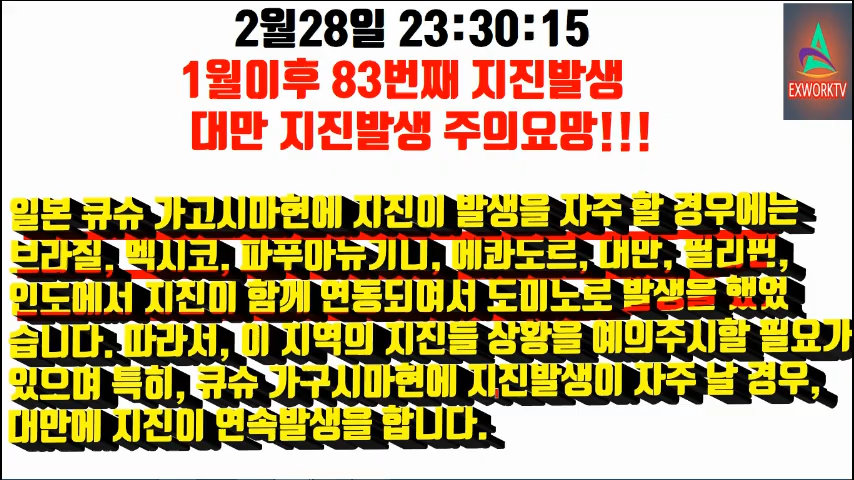 2월28일 23:30:15
1월이후 83번째 지진발생
대만 지진발생 주의요망!!!
EXWORKTV
일본 큐슈 가고시마현에 지진이 발생을 자주 할 경우에는
브라질, 멕시코, 파푸아뉴기니, 에콰도르, 대만, 필리핀,
인도에서 지진이 함께 연동되며서 도미노로 발생을 했었
습니다. 따라서, 이 지역의 지진들 상황을 예의주시할 필요가
있으며 특히, 큐슈 가구시마현에 지진발생이 자주 날 경우,
대만에 지진이 연속발생을 합니다.